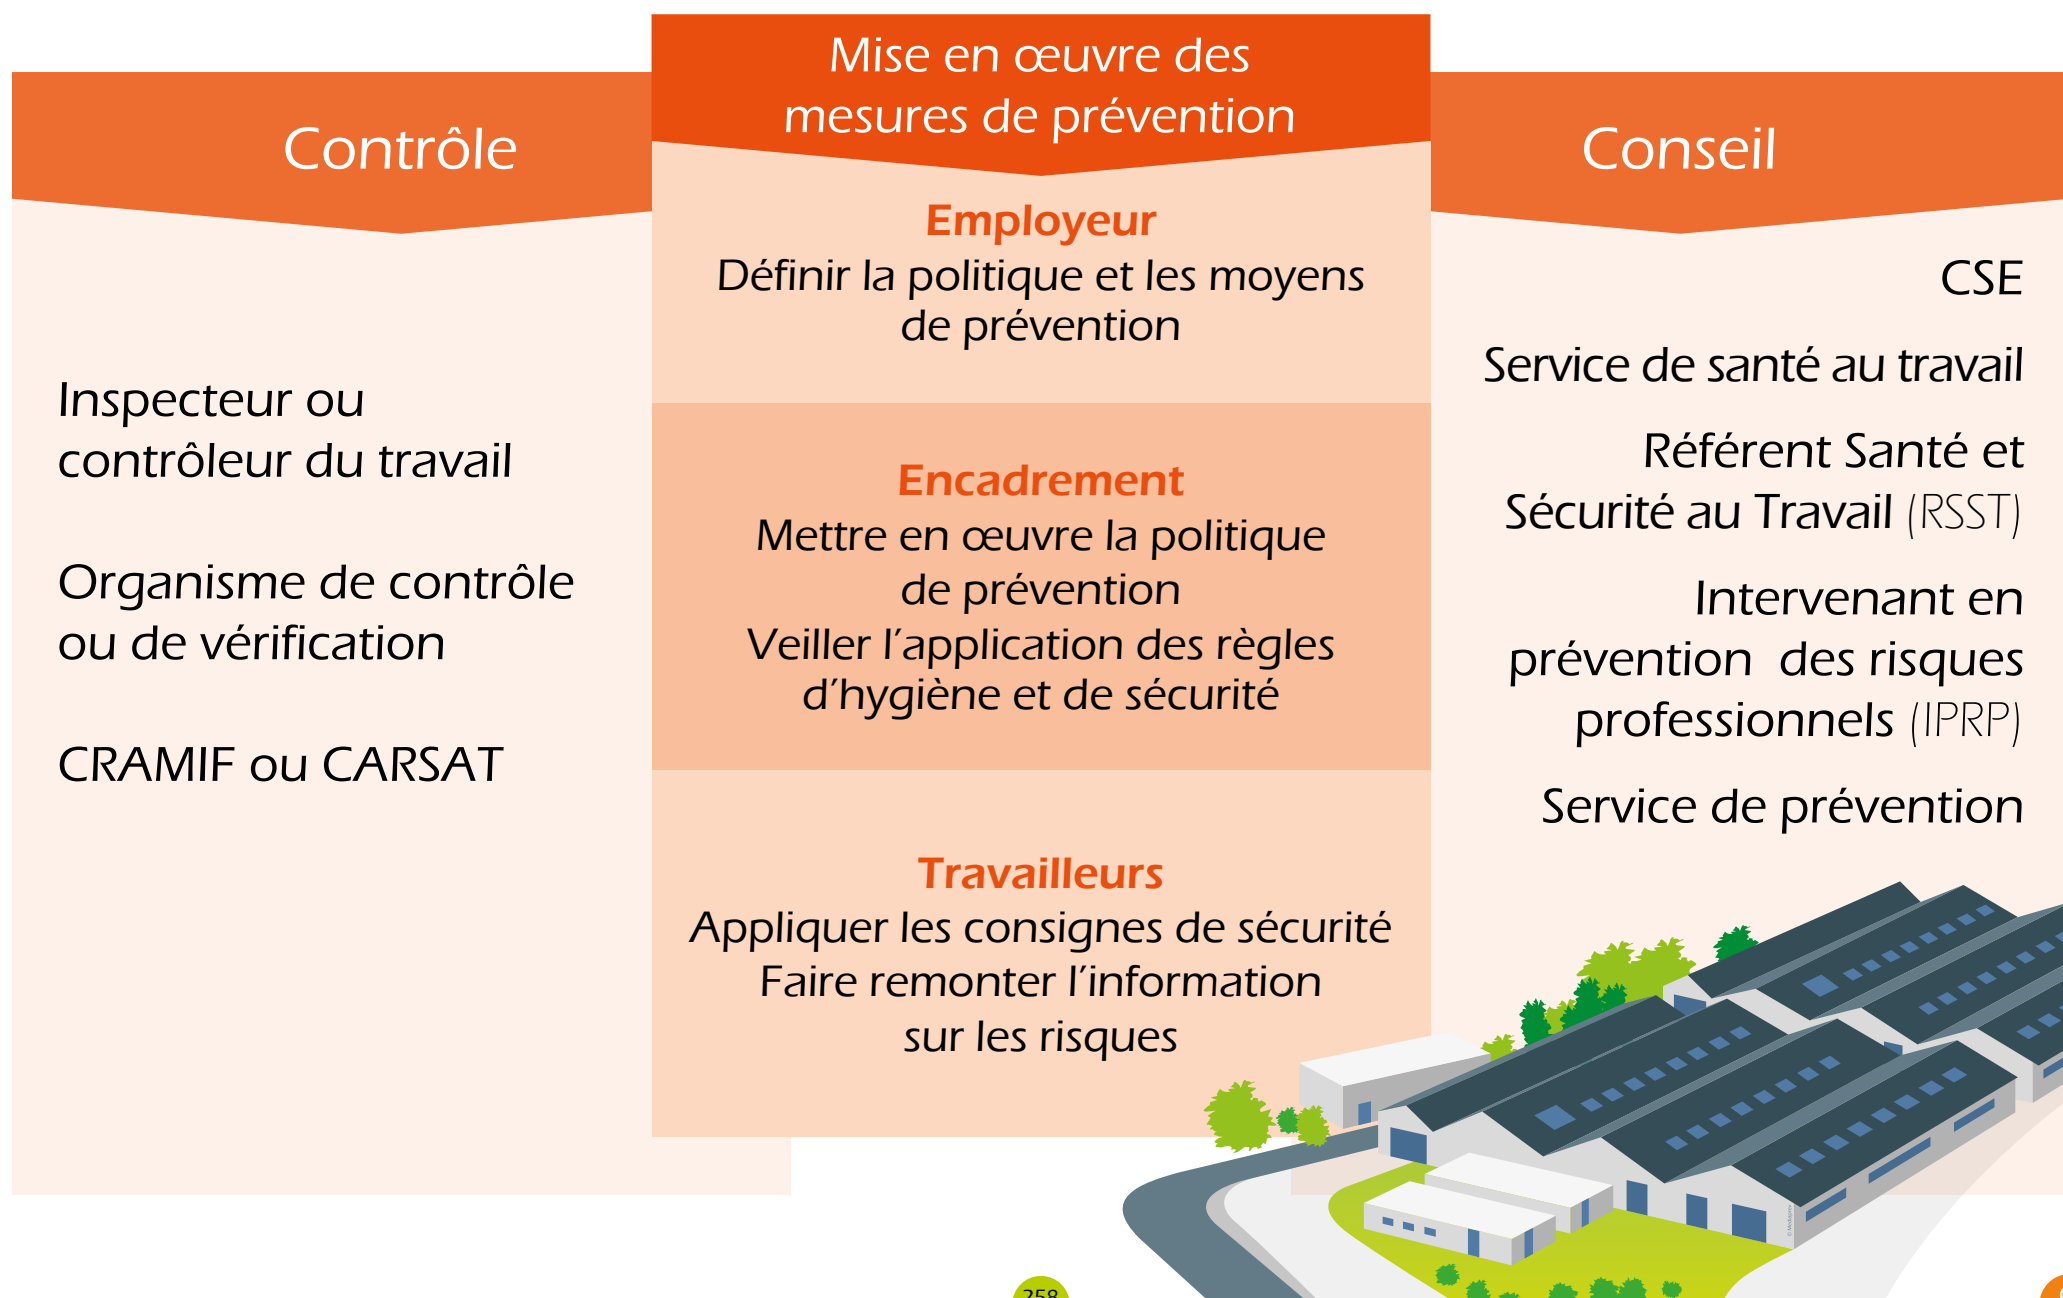 Contrôle
Inspecteur ou
contrôleur du travail
Organisme de contrôle
ou de vérification
CRAMIF ou CARSAT
Mise en œuvre des
mesures de prévention
Employeur
Définir la politique et les moyens
de prévention
Encadrement
Mettre en œuvre la politique
de prévention
Veiller l’application des règles
d’hygiène et de sécurité
Travailleurs
Appliquer les consignes de sécurité
Faire remonter l’information
sur les risques
Conseil
CSE
Service de santé au travail
Référent Santé et
Sécurité au Travail (RSST)
Intervenant en
prévention des risques
professionnels (IPRP)
Service de prévention
258